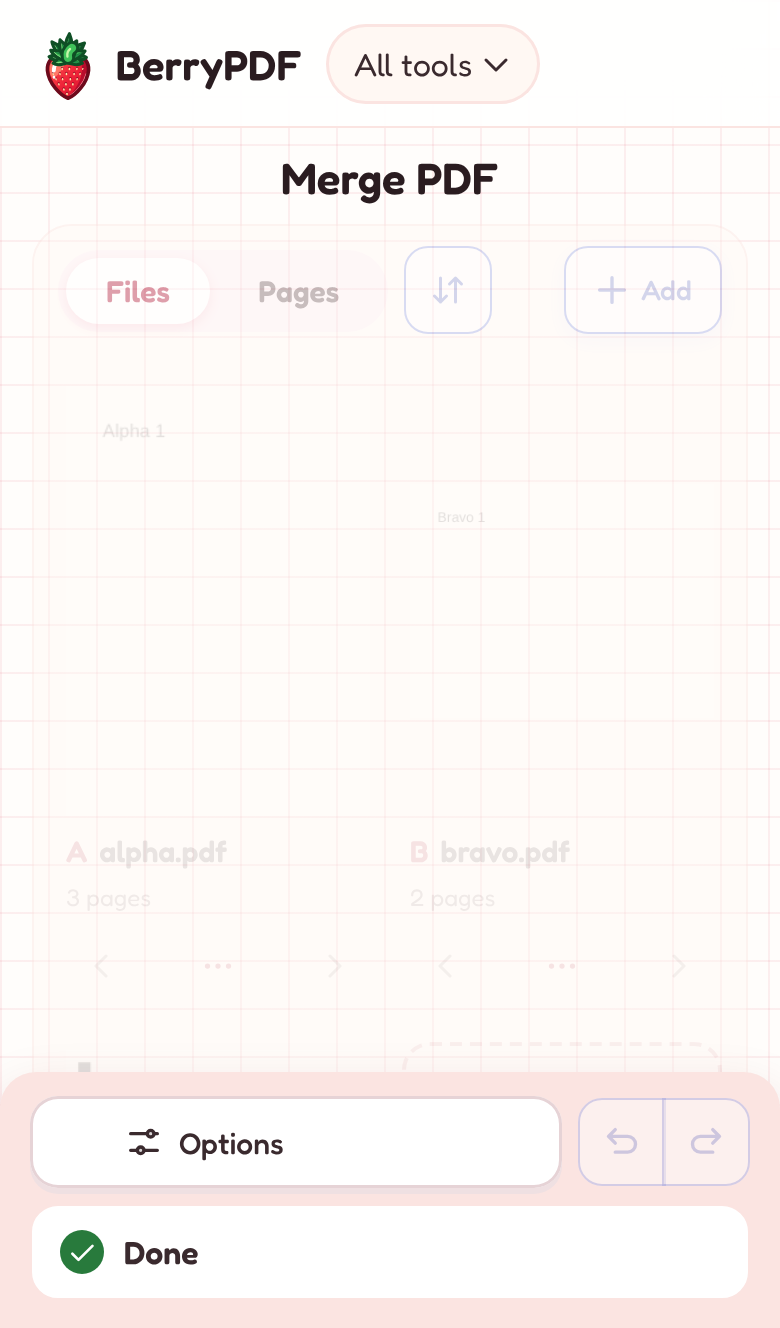 BerryPDF
All tools
Merge PDF
Files
Pages
Add
Alpha 1
Bravo 1
A alpha.pdf
B bravo.pdf
3 pages
2 pages
Options
Done